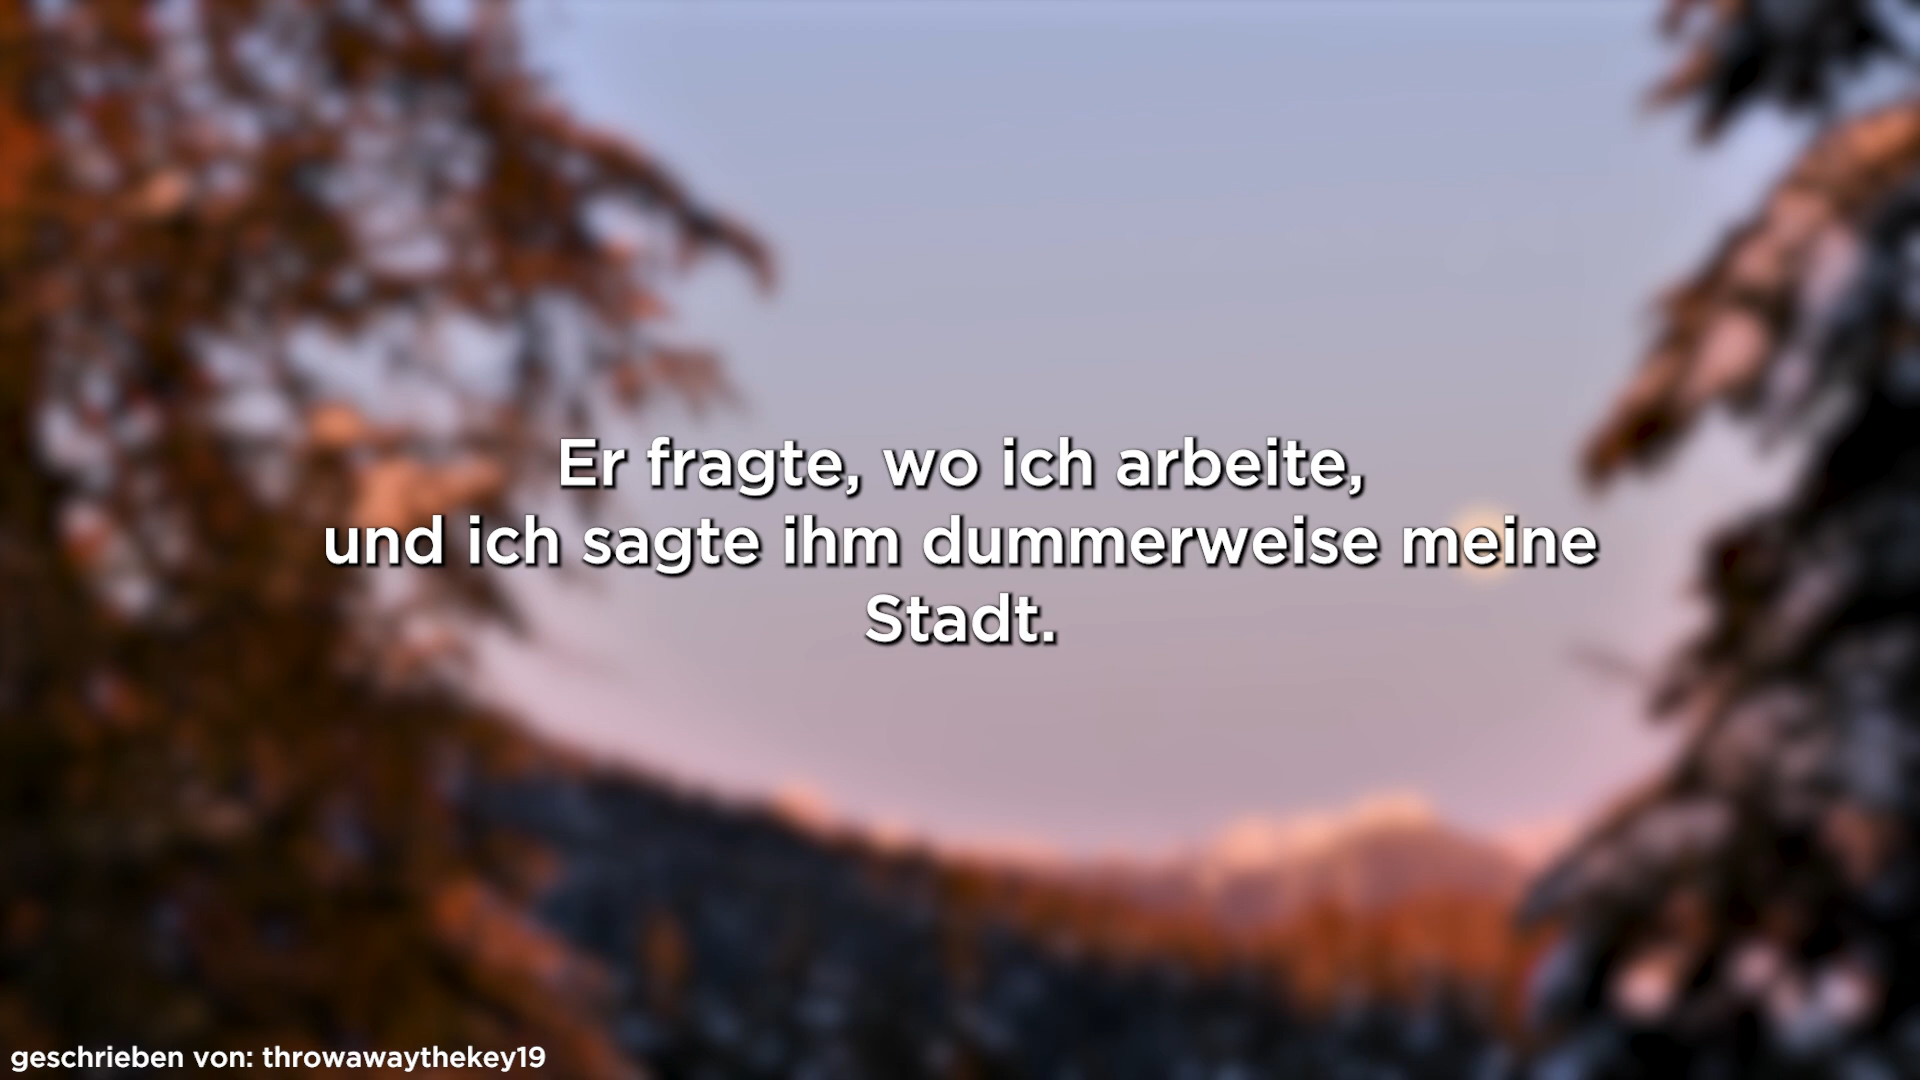 Er fragte, wo ich arbeite,
und ich sagte ihm dummerweise meine
Stadt.
geschrieben von: throwawaythekey19